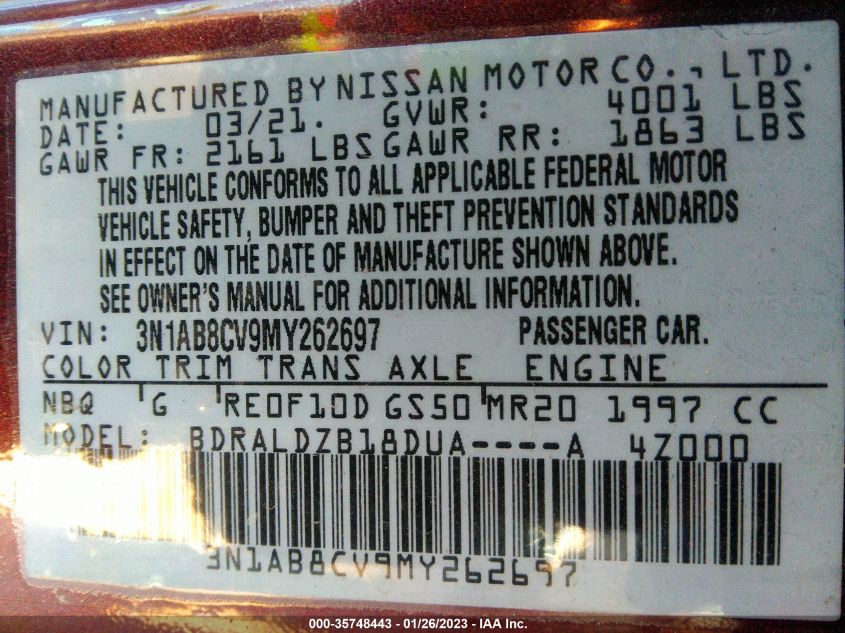 MANUFACTURED BY NISSAN MOTOR CO., LTD.
DATE: 03/21. GVWR: 4001 LBS
GAWR FR: 2161 LBS GAWR RR: 1863 LBS
THIS VEHICLE CONFORMS TO ALL APPLICABLE FEDERAL MOTOR
VEHICLE SAFETY, BUMPER AND THEFT PREVENTION STANDARDS
IN EFFECT ON THE DATE OF MANUFACTURE SHOWN ABOVE.
SEE OWNER'S MANUAL FOR ADDITIONAL INFORMATION.
VIN: 3N1AB8CV9MY262697 PASSENGER CAR.
COLOR TRIM TRANS AXLE ENGINE
NBQ G RE0F10D GS50 MR20 1997 CC
MODEL: BDRALDZB18DUA----A 4Z000
3N1AB8CV9MY262697
000-35748443 - 01/26/2023 - IAA Inc.